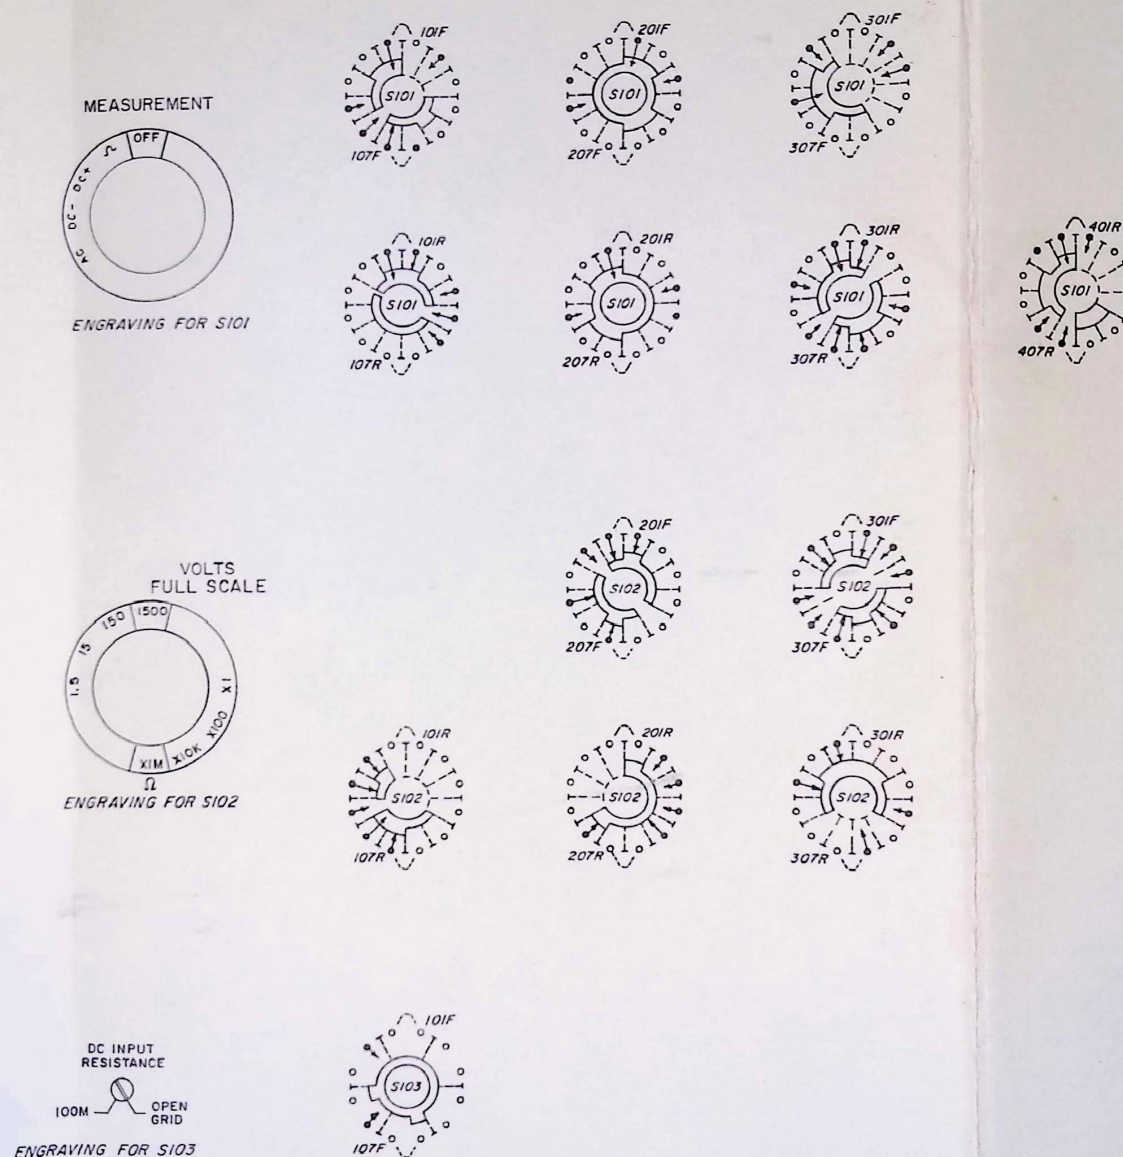 101F
201F
301F
MEASUREMENT
OFF
Ω
DC+
DC-
AC
S101
S101
S101
107F
207F
307F
101R
201R
301R
401R
S101
S101
S101
S101
ENGRAVING FOR S101
107R
207R
307R
407R
201F
301F
VOLTS
FULL SCALE
1500
150
15
1.5
X1
X100
X10K
X1M
Ω
S102
S102
207F
307F
101R
201R
301R
S102
S102
S102
ENGRAVING FOR S102
107R
207R
307R
101F
DC INPUT
RESISTANCE
100M
OPEN
GRID
S103
ENGRAVING FOR S103
107F